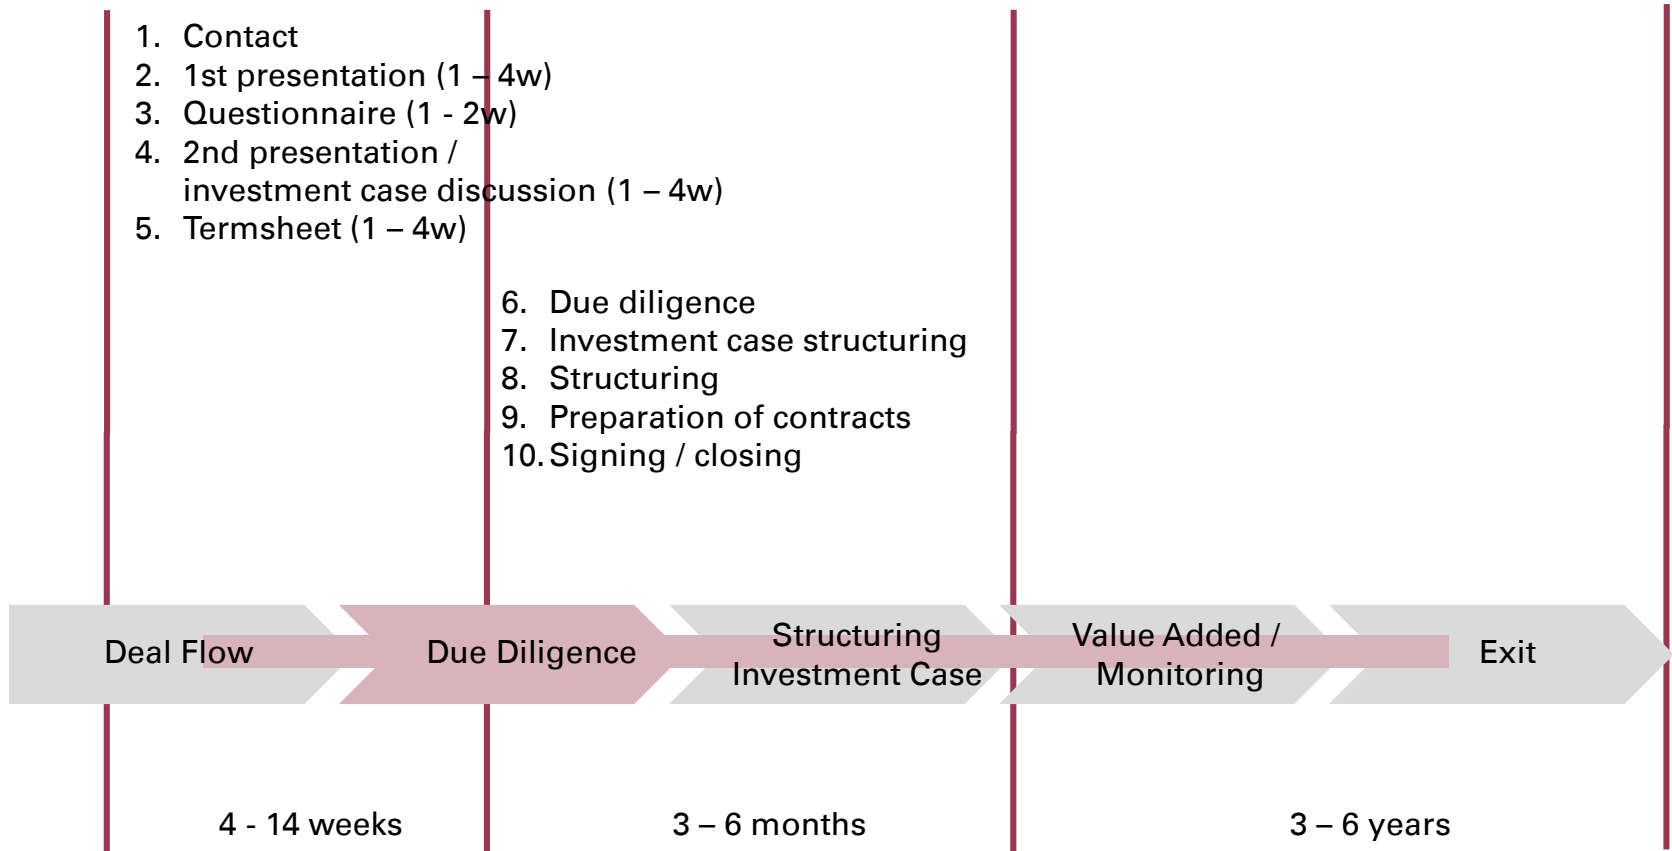 1. Contact
2. 1st presentation (1 – 4w)
3. Questionnaire (1 - 2w)
4. 2nd presentation /
investment case discussion (1 – 4w)
5. Termsheet (1 – 4w)
6. Due diligence
7. Investment case structuring
8. Structuring
9. Preparation of contracts
10. Signing / closing
Deal Flow
Due Diligence
Structuring
Investment Case
Value Added /
Monitoring
Exit
4 - 14 weeks
3 – 6 months
3 – 6 years